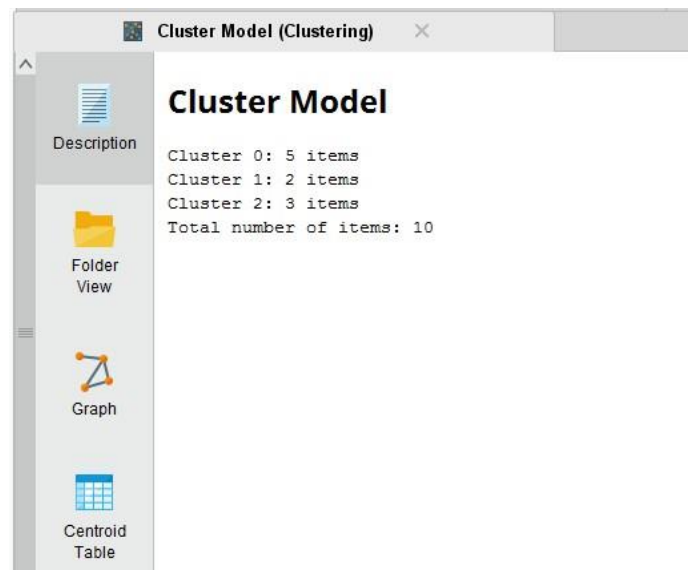 Cluster Model (Clustering)
Description
Folder
View
Graph
Centroid
Table
Cluster Model
Cluster 0: 5 items
Cluster 1: 2 items
Cluster 2: 3 items
Total number of items: 10